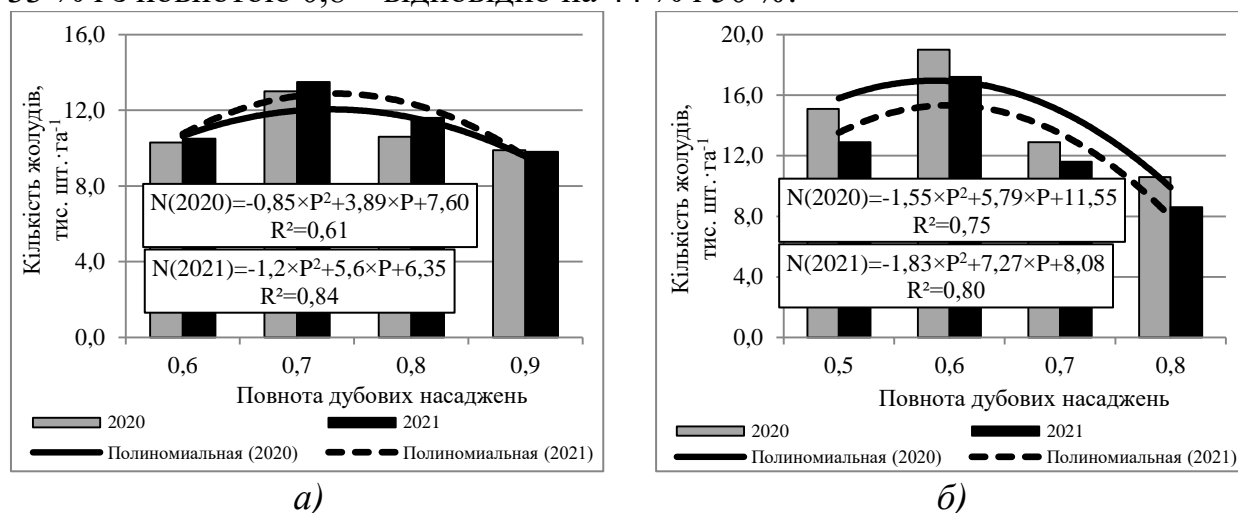 16,0
12,0
8,0
4,0
0,0
Кількість жолудів,
тис. шт.·га⁻¹
N(2020)=-0,85×P²+3,89×P+7,60
R²=0,61
N(2021)=-1,2×P²+5,6×P+6,35
R²=0,84
0,6 0,7 0,8 0,9
Повнота дубових насаджень
2020 2021
Полиномиальная (2020) Полиномиальная (2021)
а)
20,0
16,0
12,0
8,0
4,0
0,0
Кількість жолудів,
тис. шт.·га⁻¹
N(2020)=-1,55×P²+5,79×P+11,55
R²=0,75
N(2021)=-1,83×P²+7,27×P+8,08
R²=0,80
0,5 0,6 0,7 0,8
Повнота дубових насаджень
2020 2021
Полиномиальная (2020) Полиномиальная (2021)
б)